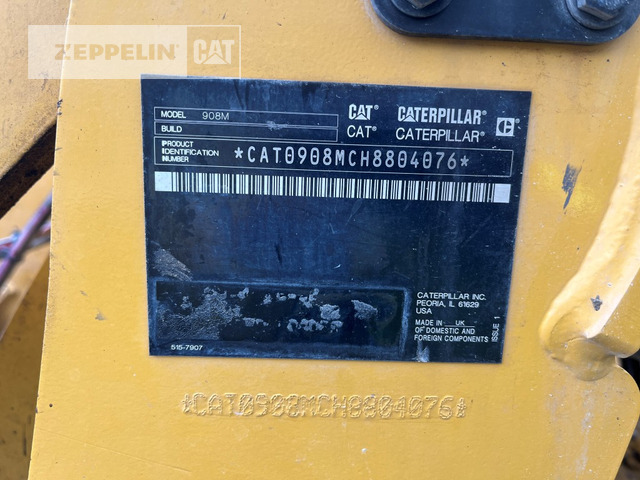 ZEPPELIN CAT
MODEL 908M
BUILD
PRODUCT IDENTIFICATION NUMBER *CAT0908MCH8804076*
CAT® CATERPILLAR®
CAT® CATERPILLAR®
CATERPILLAR INC.
PEORIA, IL 61629
USA
MADE IN UK
OF DOMESTIC AND
FOREIGN COMPONENTS
ISSUE 1
515-7907
*CAT0908MCH8804076*